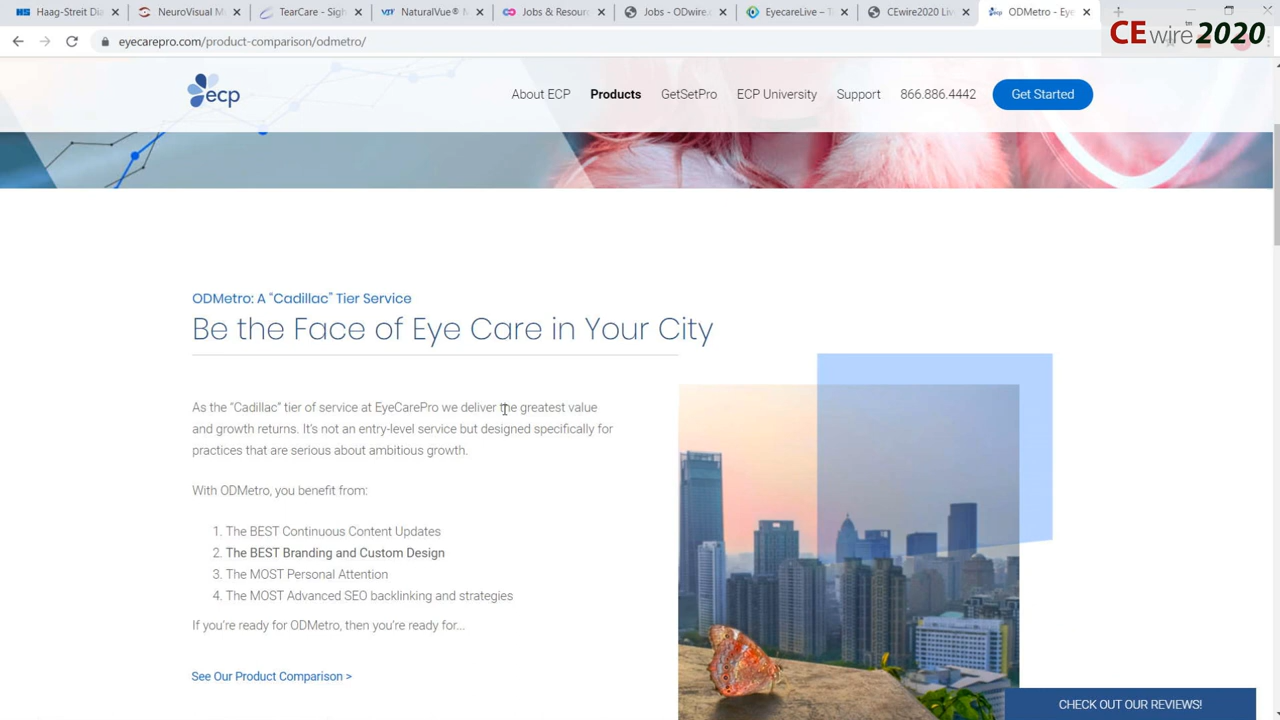 Haag-Streit Dia
NeuroVisual M
TearCare - Sigh
NaturalVue® M
Jobs & Resour
Jobs - ODwire.o
EyecareLive – T
CEwire2020 Liv
ODMetro - Eye
eyecarepro.com/product-comparison/odmetro/
CEwire™2020
ecp
About ECP
Products
GetSetPro
ECP University
Support
866.886.4442
Get Started
ODMetro: A "Cadillac" Tier Service
Be the Face of Eye Care in Your City
As the "Cadillac" tier of service at EyeCarePro we deliver the greatest value
and growth returns. It's not an entry-level service but designed specifically for
practices that are serious about ambitious growth.
With ODMetro, you benefit from:
1. The BEST Continuous Content Updates
2. The BEST Branding and Custom Design
3. The MOST Personal Attention
4. The MOST Advanced SEO backlinking and strategies
If you're ready for ODMetro, then you're ready for...
See Our Product Comparison >
CHECK OUT OUR REVIEWS!